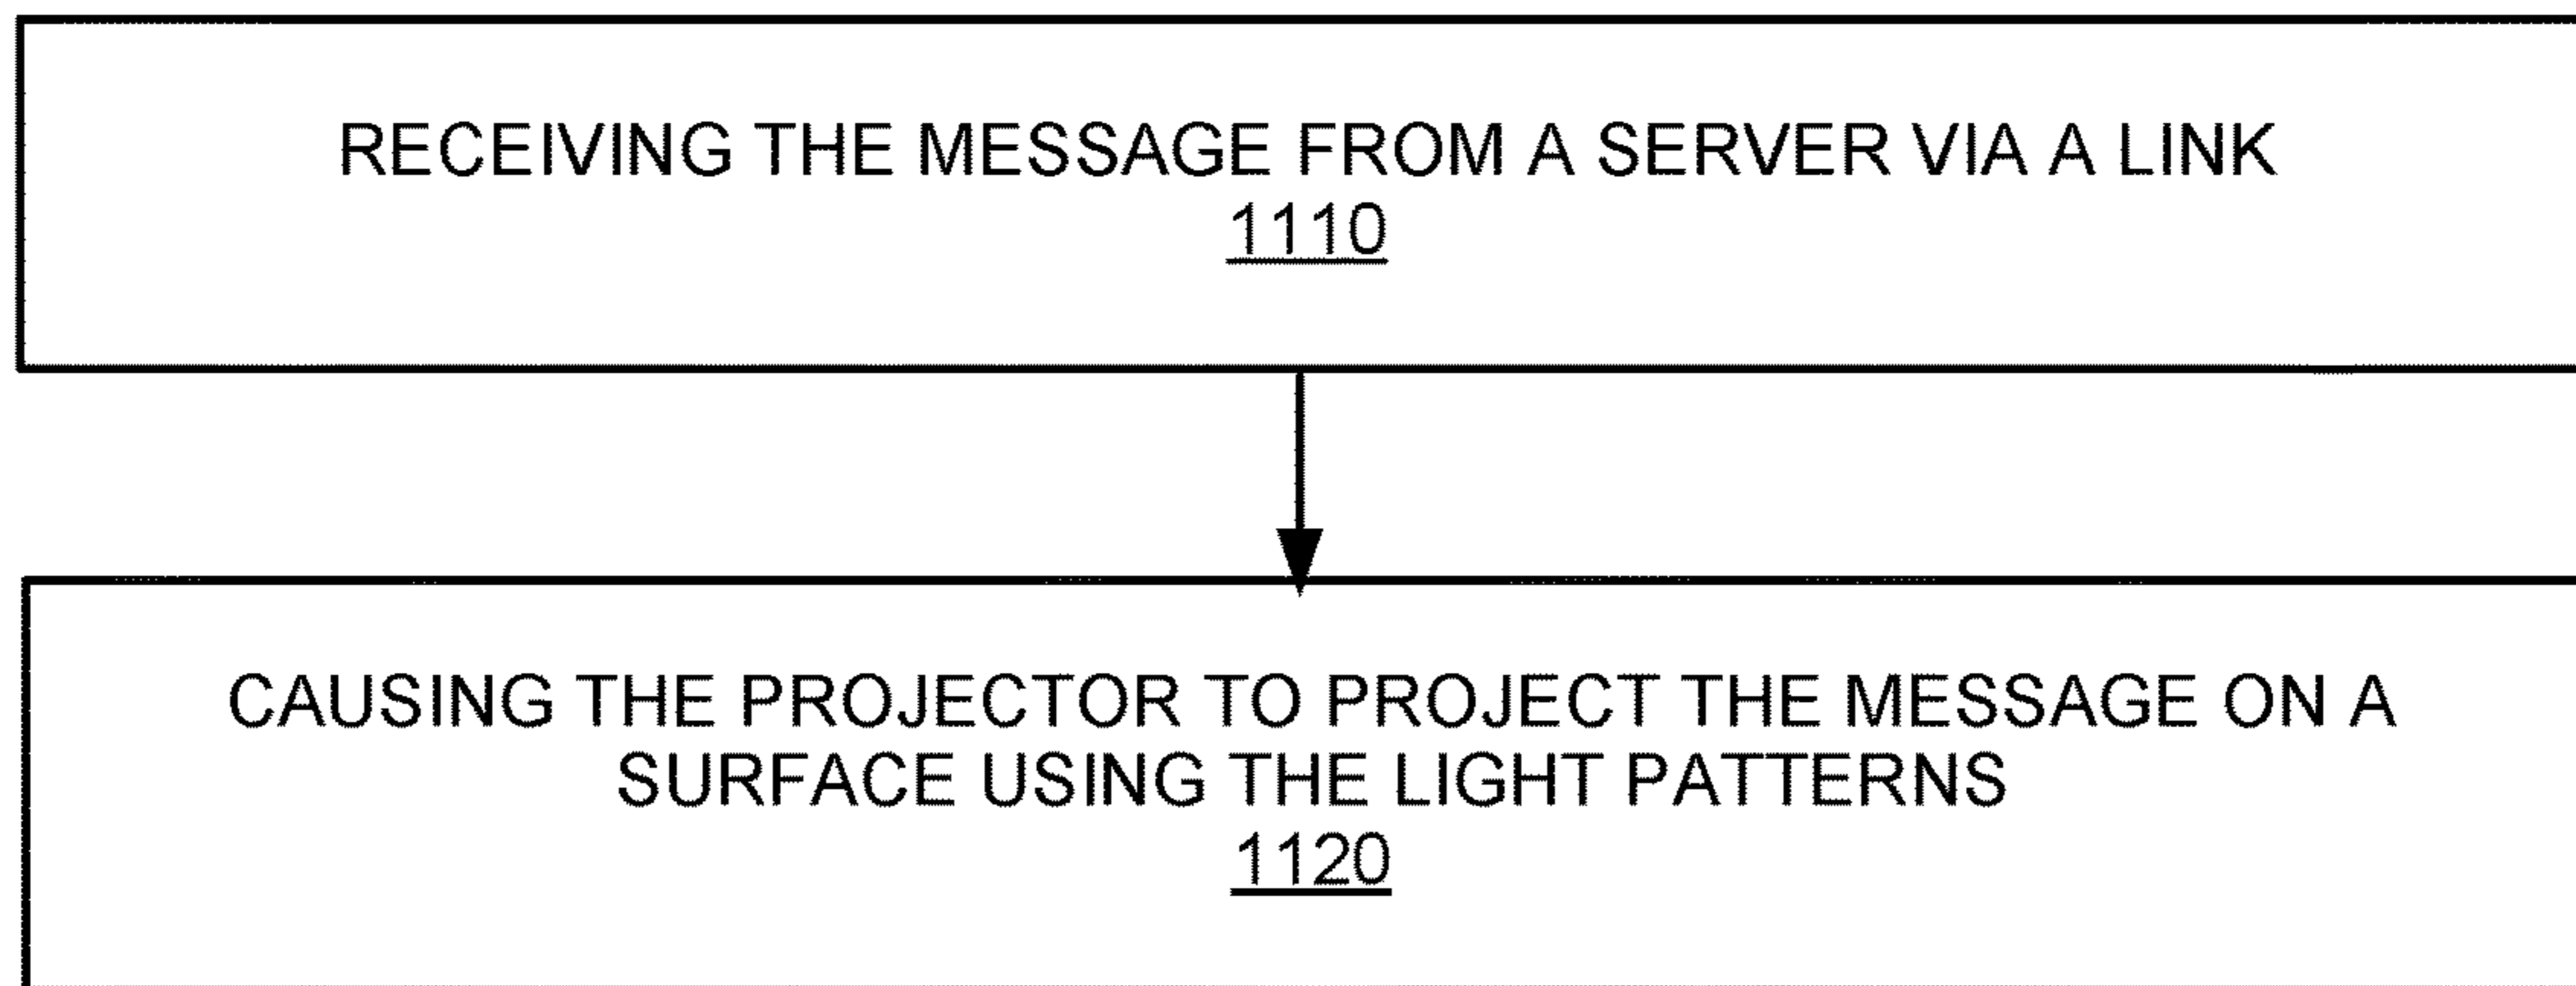 RECEIVING THE MESSAGE FROM A SERVER VIA A LINK
1110
CAUSING THE PROJECTOR TO PROJECT THE MESSAGE ON A
SURFACE USING THE LIGHT PATTERNS
1120